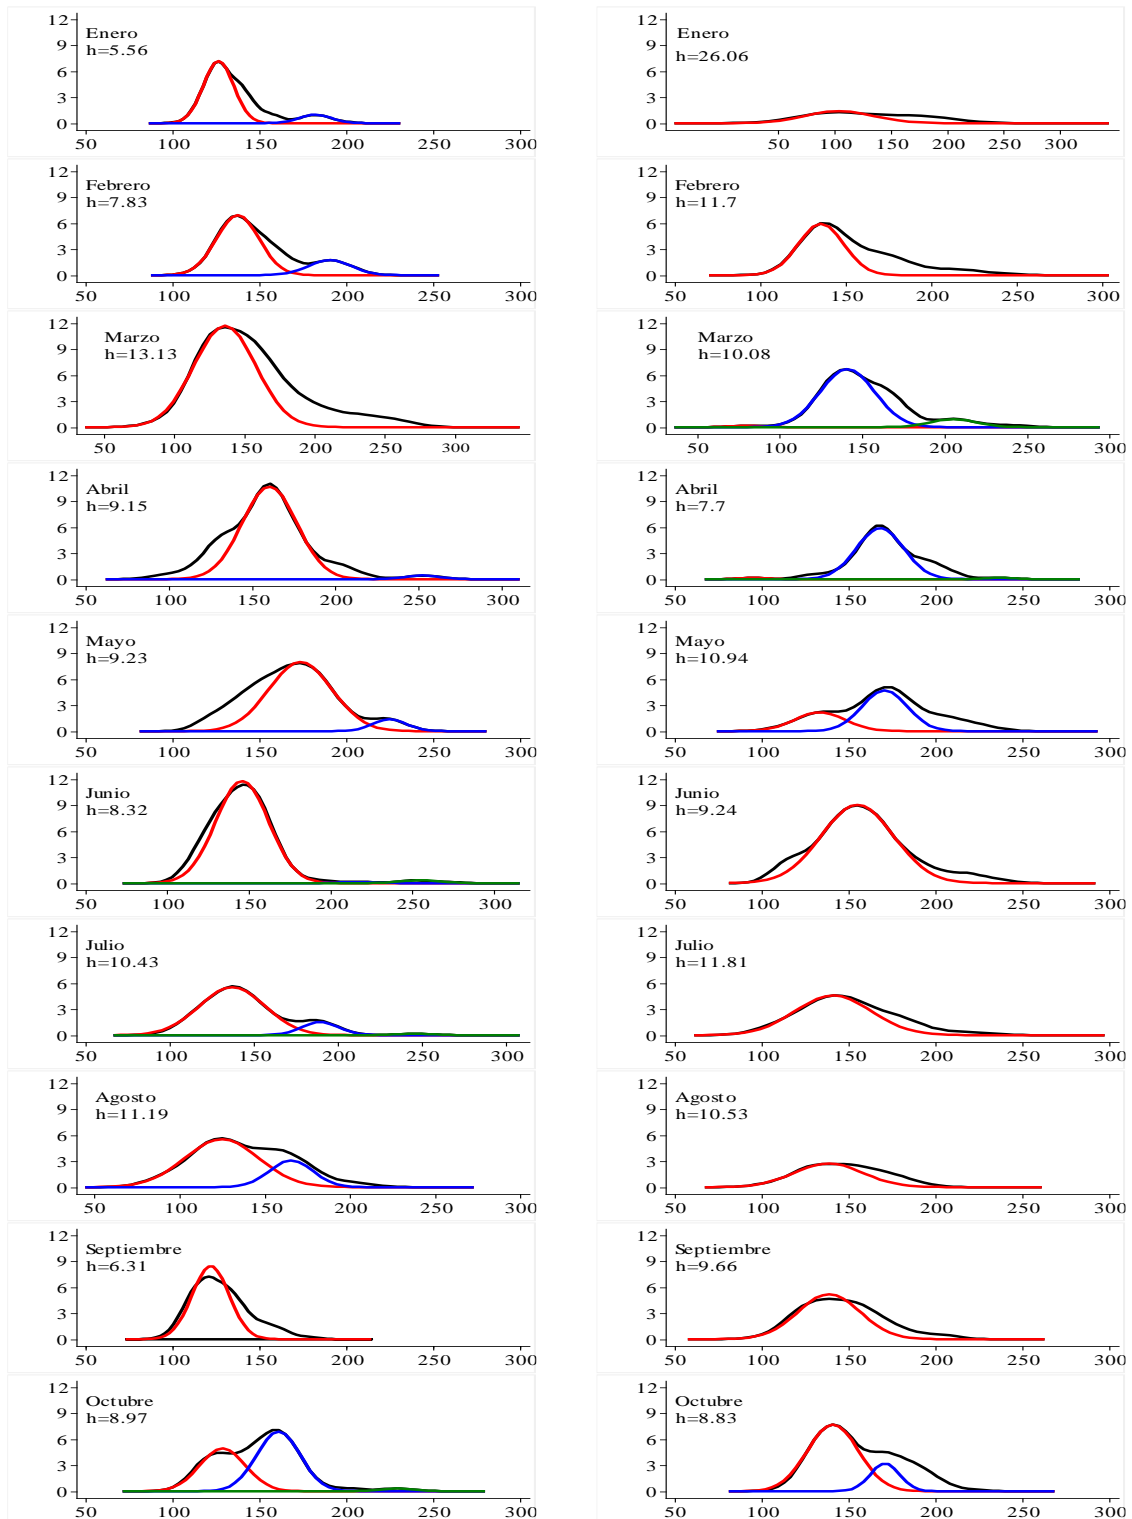 12
Enero
9
h=5.56
6
3
0
50 100 150 200 250 300
12
Enero
9
h=26.06
6
3
0
50 100 150 200 250 300
12
Febrero
9
h=7.83
6
3
0
50 100 150 200 250 300
12
Febrero
9
h=11.7
6
3
0
50 100 150 200 250 300
12
Marzo
9
h=13.13
6
3
0
50 100 150 200 250 300
12
Marzo
9
h=10.08
6
3
0
50 100 150 200 250 300
12
Abril
9
h=9.15
6
3
0
50 100 150 200 250 300
12
Abril
9
h=7.7
6
3
0
50 100 150 200 250 300
12
Mayo
9
h=9.23
6
3
0
50 100 150 200 250 300
12
Mayo
9
h=10.94
6
3
0
50 100 150 200 250 300
12
Junio
9
h=8.32
6
3
0
50 100 150 200 250 300
12
Junio
9
h=9.24
6
3
0
50 100 150 200 250 300
12
Julio
9
h=10.43
6
3
0
50 100 150 200 250 300
12
Julio
9
h=11.81
6
3
0
50 100 150 200 250 300
12
Agosto
9
h=11.19
6
3
0
50 100 150 200 250 300
12
Agosto
9
h=10.53
6
3
0
50 100 150 200 250 300
12
Septiembre
9
h=6.31
6
3
0
50 100 150 200 250 300
12
Septiembre
9
h=9.66
6
3
0
50 100 150 200 250 300
12
Octubre
9
h=8.97
6
3
0
50 100 150 200 250 300
12
Octubre
9
h=8.83
6
3
0
50 100 150 200 250 300